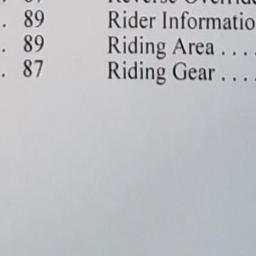 . 89 Rider Informatio
. 89 Riding Area . . . .
. 87 Riding Gear . . . .